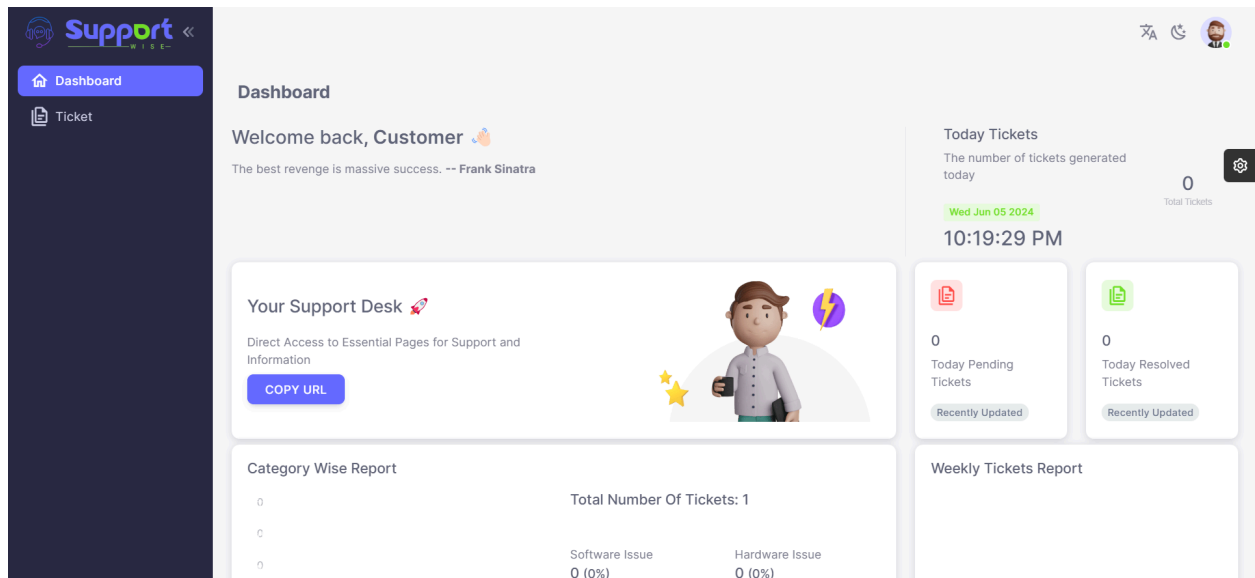 Support
WISE
Dashboard
Ticket
Dashboard
Welcome back, Customer 👋🏻
The best revenge is massive success. -- Frank Sinatra
Today Tickets
The number of tickets generated
today
0
Total Tickets
Wed Jun 05 2024
10:19:29 PM
Your Support Desk 🚀
Direct Access to Essential Pages for Support and
Information
COPY URL
0
Today Pending
Tickets
Recently Updated
0
Today Resolved
Tickets
Recently Updated
Category Wise Report
0
0
0
Total Number Of Tickets: 1
Software Issue
0 (0%)
Hardware Issue
0 (0%)
Weekly Tickets Report